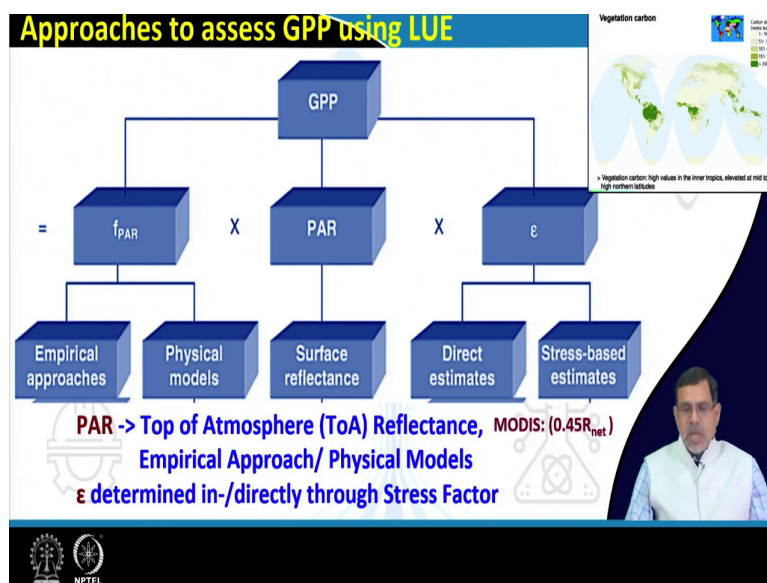 Approaches to assess GPP using LUE
Vegetation carbon
> Vegetation carbon: high values in the inner tropics, elevated at mid to
high northern latitudes
GPP
= fPAR X PAR X ε
Empirical approaches
Physical models
Surface reflectance
Direct estimates
Stress-based estimates
PAR -> Top of Atmosphere (ToA) Reflectance, MODIS: (0.45Rnet)
Empirical Approach/ Physical Models
ε determined in-/directly through Stress Factor
NPTEL